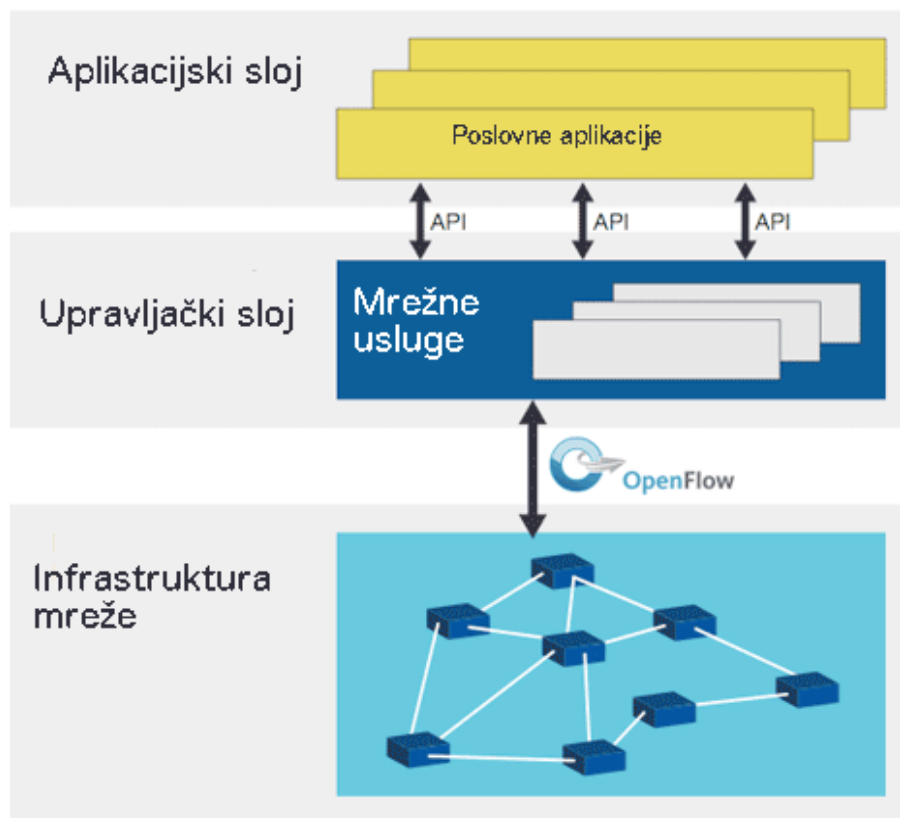 Aplikacijski sloj
Poslovne aplikacije
API
API
API
Upravljački sloj
Mrežne
usluge
OpenFlow
Infrastruktura
mreže